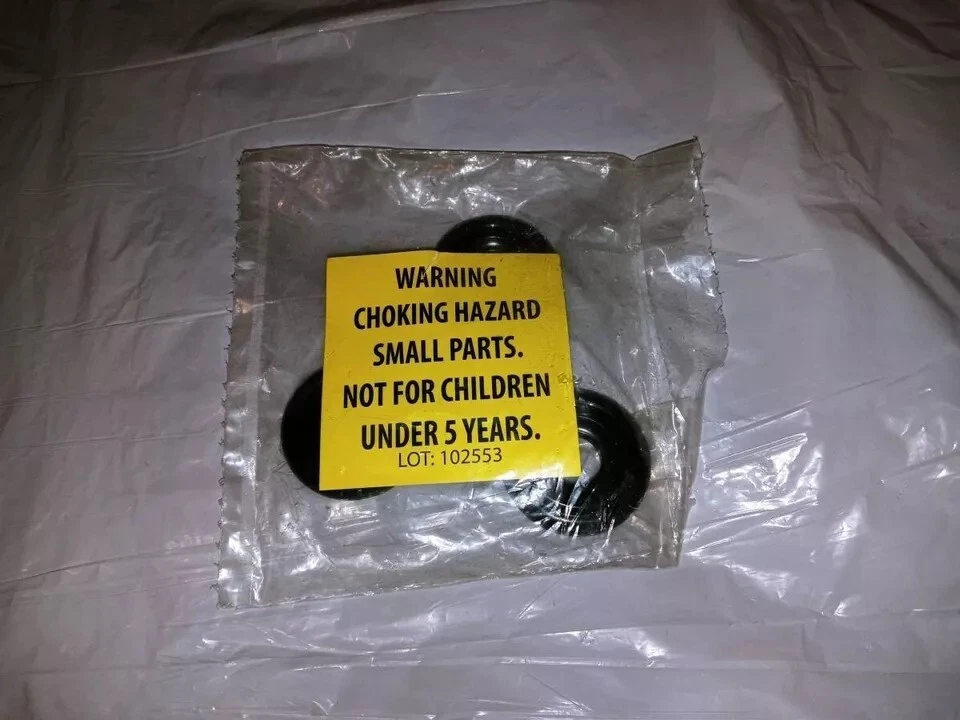 WARNING
CHOKING HAZARD
SMALL PARTS.
NOT FOR CHILDREN
UNDER 5 YEARS.
LOT: 102553